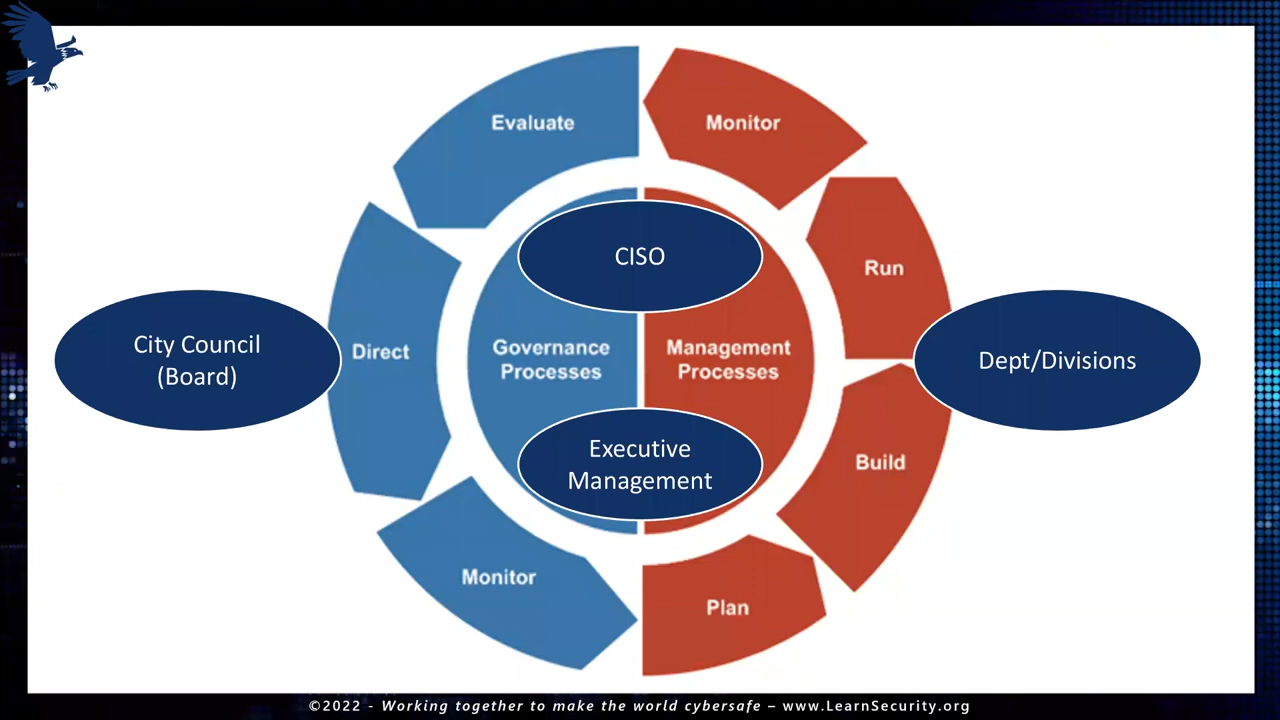 Evaluate
Monitor
CISO
Run
City Council
(Board)
Direct
Governance
Processes
Management
Processes
Dept/Divisions
Executive
Management
Build
Monitor
Plan
©2022 - Working together to make the world cybersafe – www.LearnSecurity.org